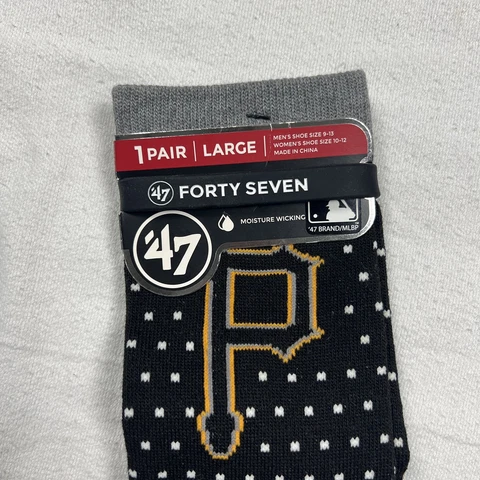 1 PAIR | LARGE
MEN'S SHOE SIZE 9-13
WOMEN'S SHOE SIZE 10-12
MADE IN CHINA
'47 FORTY SEVEN
'47
MOISTURE WICKING
'47 BRAND/MLBP
P